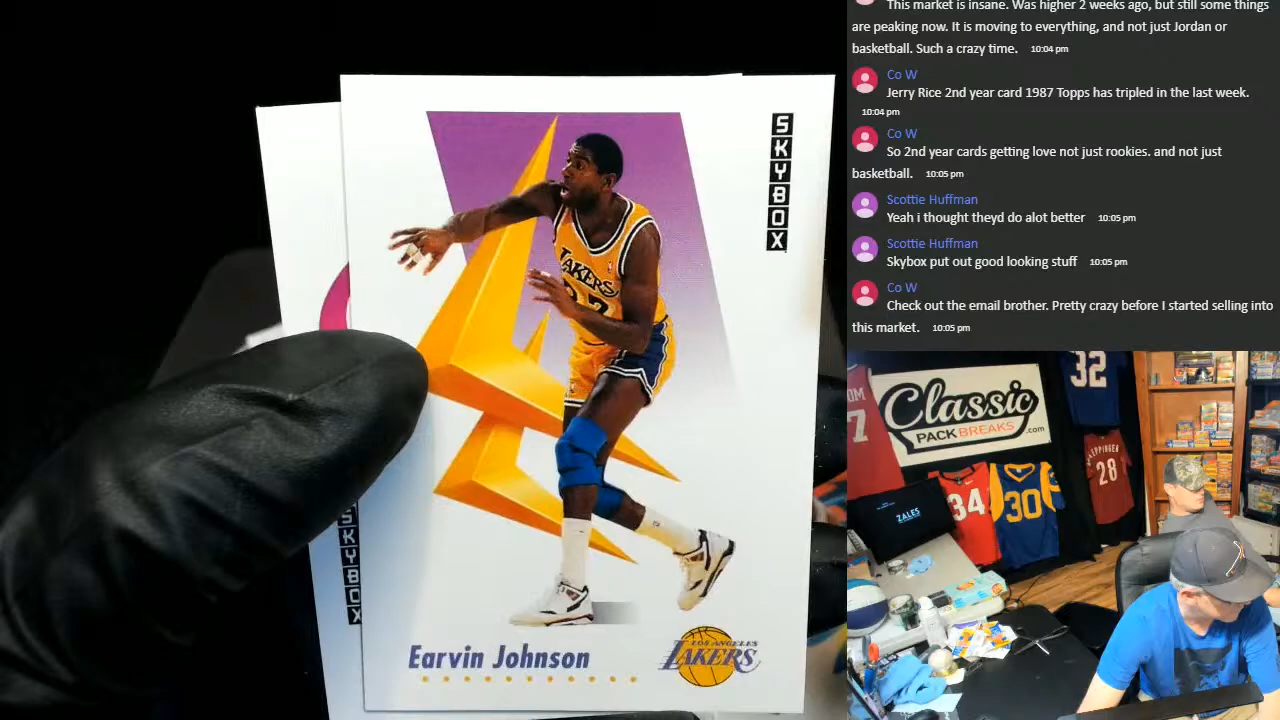 SKYBOX
LAKERS
Earvin Johnson
LOS ANGELES
LAKERS
SKYBOX
This market is insane. Was higher 2 weeks ago, but still some things
are peaking now. It is moving to everything, and not just Jordan or
basketball. Such a crazy time. 10:04 pm
Co W
Jerry Rice 2nd year card 1987 Topps has tripled in the last week.
10:04 pm
Co W
So 2nd year cards getting love not just rookies. and not just
basketball. 10:05 pm
Scottie Huffman
Yeah i thought theyd do alot better 10:05 pm
Scottie Huffman
Skybox put out good looking stuff 10:05 pm
Co W
Check out the email brother. Pretty crazy before I started selling into
this market. 10:05 pm
Classic
PACK BREAKS .com
32
7
28
34
30
ZALES